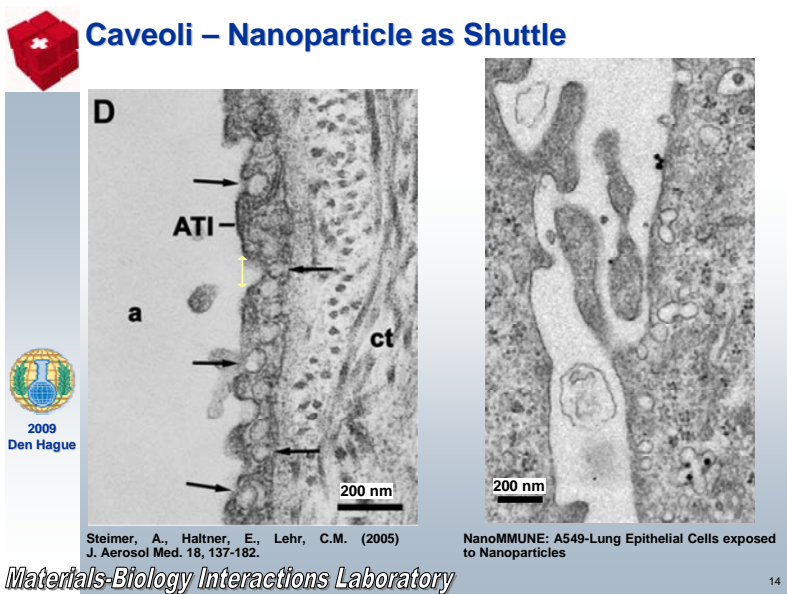 Caveoli – Nanoparticle as Shuttle
D
ATI
a
ct
200 nm
200 nm
2009
Den Hague
Steimer, A., Haltner, E., Lehr, C.M. (2005)
J. Aerosol Med. 18, 137-182.
NanoMMUNE: A549-Lung Epithelial Cells exposed
to Nanoparticles
Materials-Biology Interactions Laboratory
14